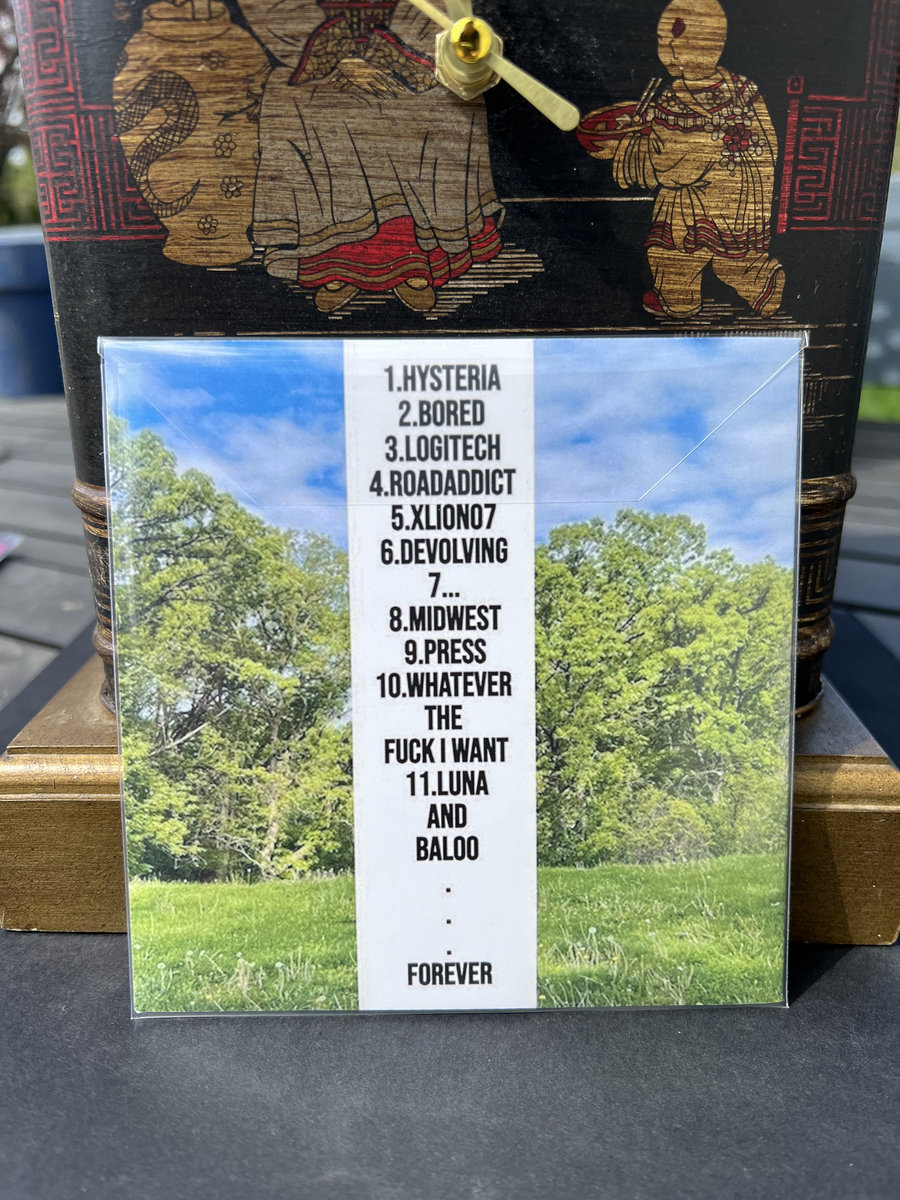 1.HYSTERIA
2.BORED
3.LOGITECH
4.ROADADDICT
5.XLION07
6.DEVOLVING
7...
8.MIDWEST
9.PRESS
10.WHATEVER
THE
FUCK I WANT
11.LUNA
AND
BALOO
.
.
.
FOREVER